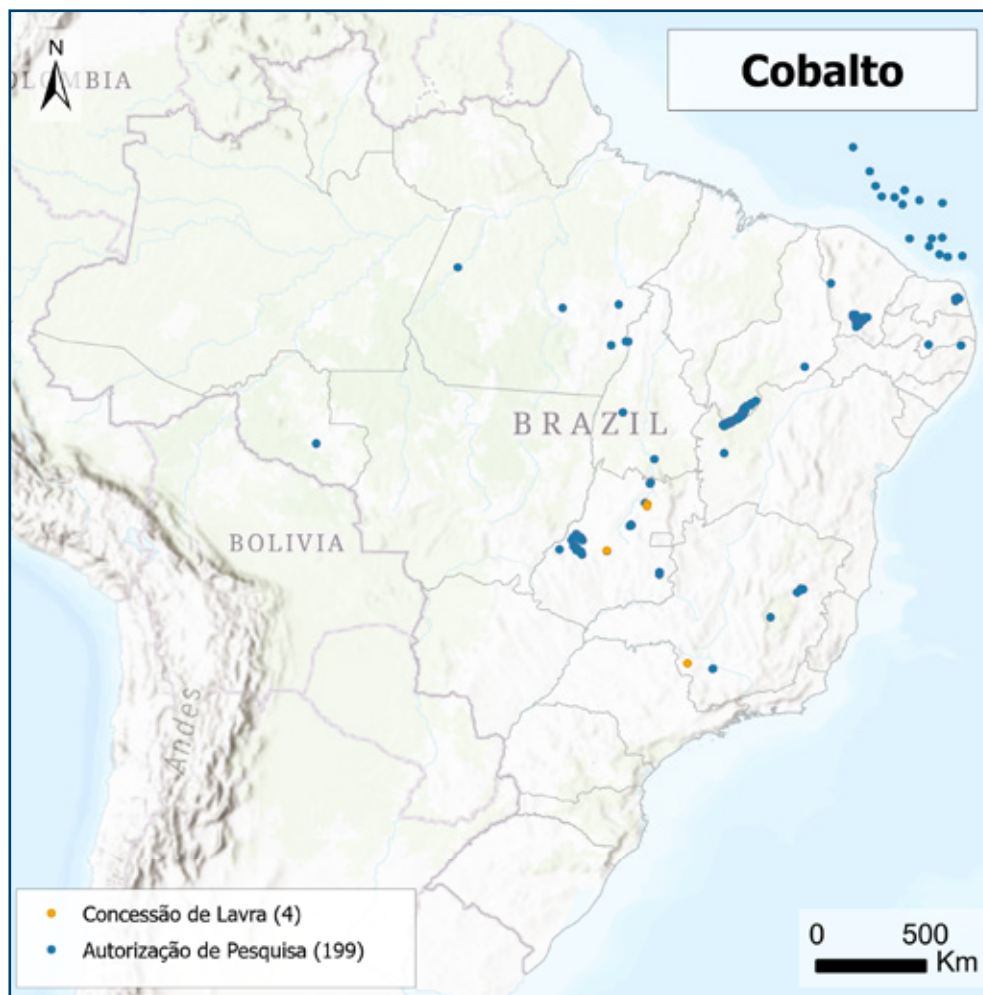 N
OLOMBIA
Cobalto
BRAZIL
BOLIVIA
Andes
Concessão de Lavra (4)
Autorização de Pesquisa (199)
0 500
Km